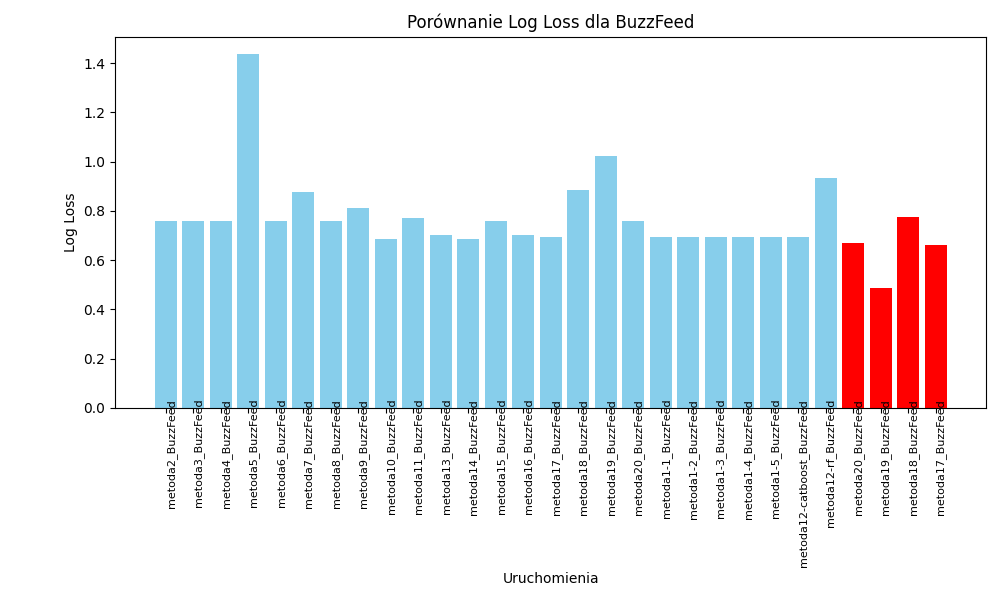 Porównanie Log Loss dla BuzzFeed
Log Loss
1.4
1.2
1.0
0.8
0.6
0.4
0.2
0.0
metoda2_BuzzFeed
metoda3_BuzzFeed
metoda4_BuzzFeed
metoda5_BuzzFeed
metoda6_BuzzFeed
metoda7_BuzzFeed
metoda8_BuzzFeed
metoda9_BuzzFeed
metoda10_BuzzFeed
metoda11_BuzzFeed
metoda13_BuzzFeed
metoda14_BuzzFeed
metoda15_BuzzFeed
metoda16_BuzzFeed
metoda17_BuzzFeed
metoda18_BuzzFeed
metoda19_BuzzFeed
metoda20_BuzzFeed
metoda1-1_BuzzFeed
metoda1-2_BuzzFeed
metoda1-3_BuzzFeed
metoda1-4_BuzzFeed
metoda1-5_BuzzFeed
metoda12-catboost_BuzzFeed
metoda12-rf_BuzzFeed
metoda20_BuzzFeed
metoda19_BuzzFeed
metoda18_BuzzFeed
metoda17_BuzzFeed
Uruchomienia